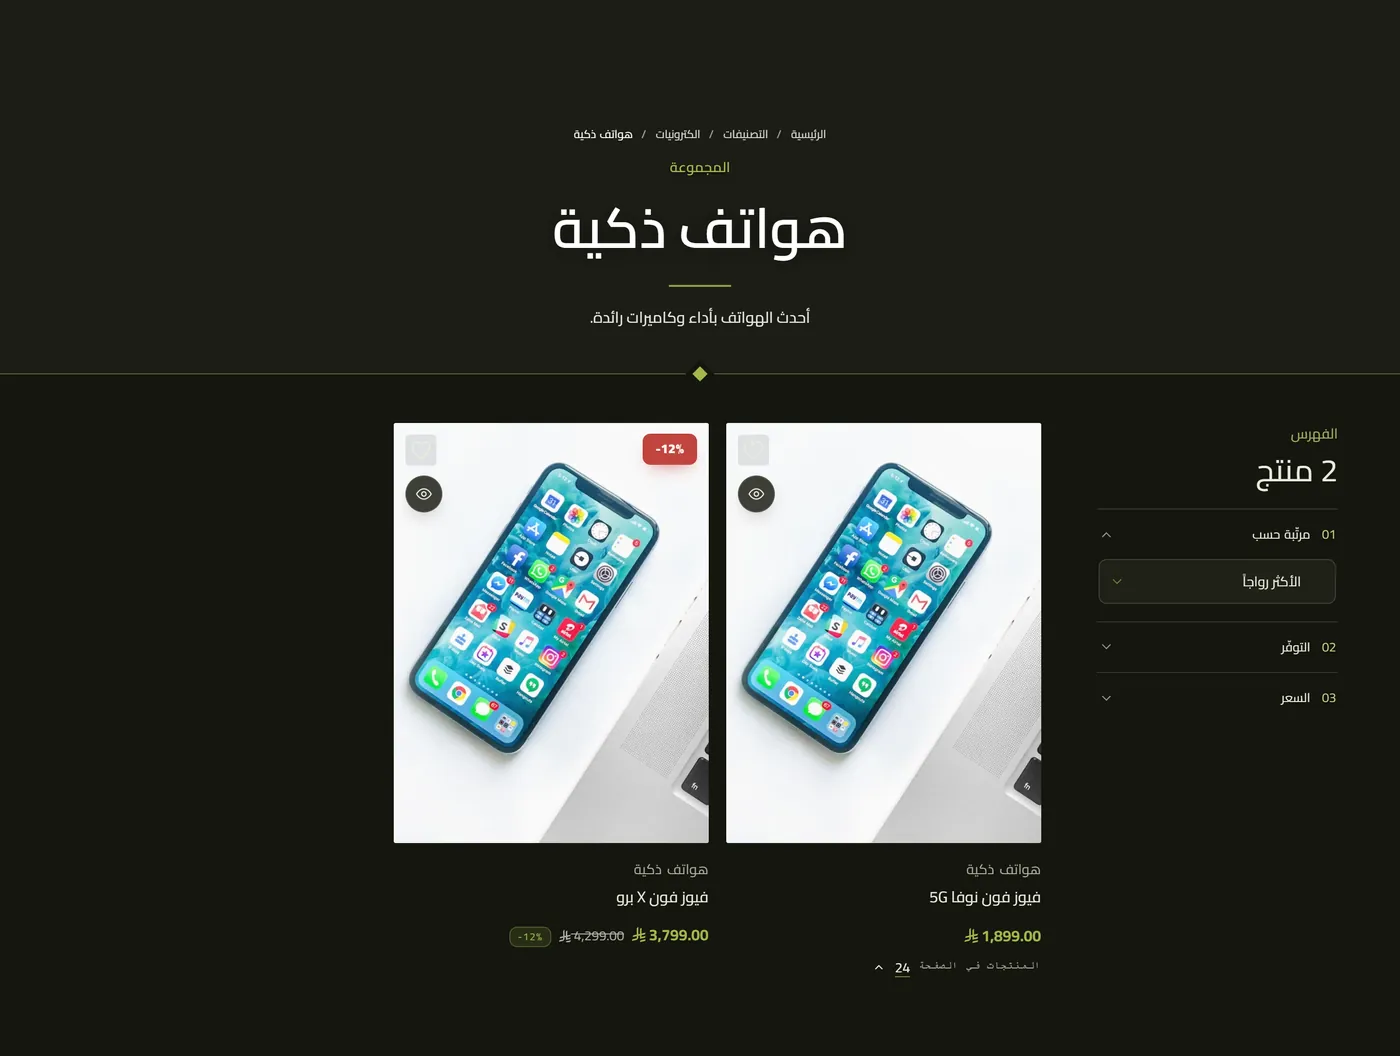 الرئيسية / التصنيفات / الكترونيات / هواتف ذكية
المجموعة
هواتف ذكية
أحدث الهواتف بأداء وكاميرات رائدة.
الفهرس
2 منتج
01 مرتّبة حسب
الأكثر رواجاً
02 التوفّر
03 السعر
هواتف ذكية
فيوز فون نوفا 5G
1,899.00
-12%
هواتف ذكية
فيوز فون X برو
3,799.00 4,299.00 -12%
المنتجات في الصفحة 24
fn
fn